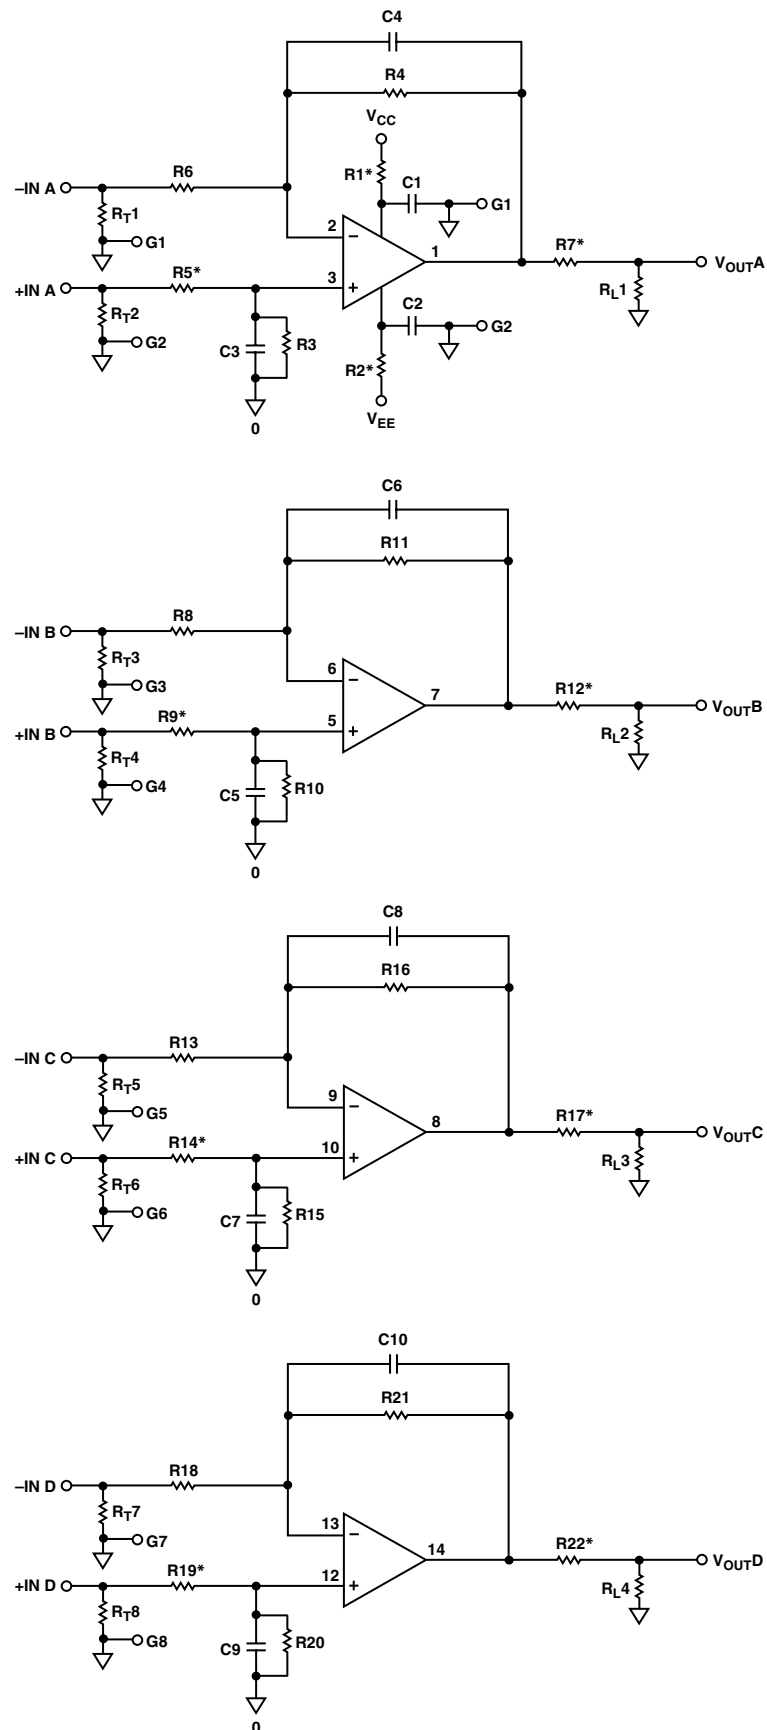 C4
R4
VCC
R6
R1*
C1
–IN A
G1
RT1
G1
2
–
1
R7*
VOUTA
R5*
+IN A
3
+
RL1
RT2
G2
C2
G2
C3
R3
R2*
VEE
0
C6
R11
R8
–IN B
RT3
G3
6
–
7
R12*
VOUTB
R9*
+IN B
5
+
RL2
RT4
G4
C5
R10
0
C8
R16
R13
–IN C
RT5
G5
9
–
8
R17*
VOUTC
R14*
+IN C
10
+
RL3
RT6
G6
C7
R15
0
C10
R21
R18
–IN D
RT7
G7
13
–
14
R22*
VOUTD
R19*
+IN D
12
+
RL4
RT8
G8
C9
R20
0